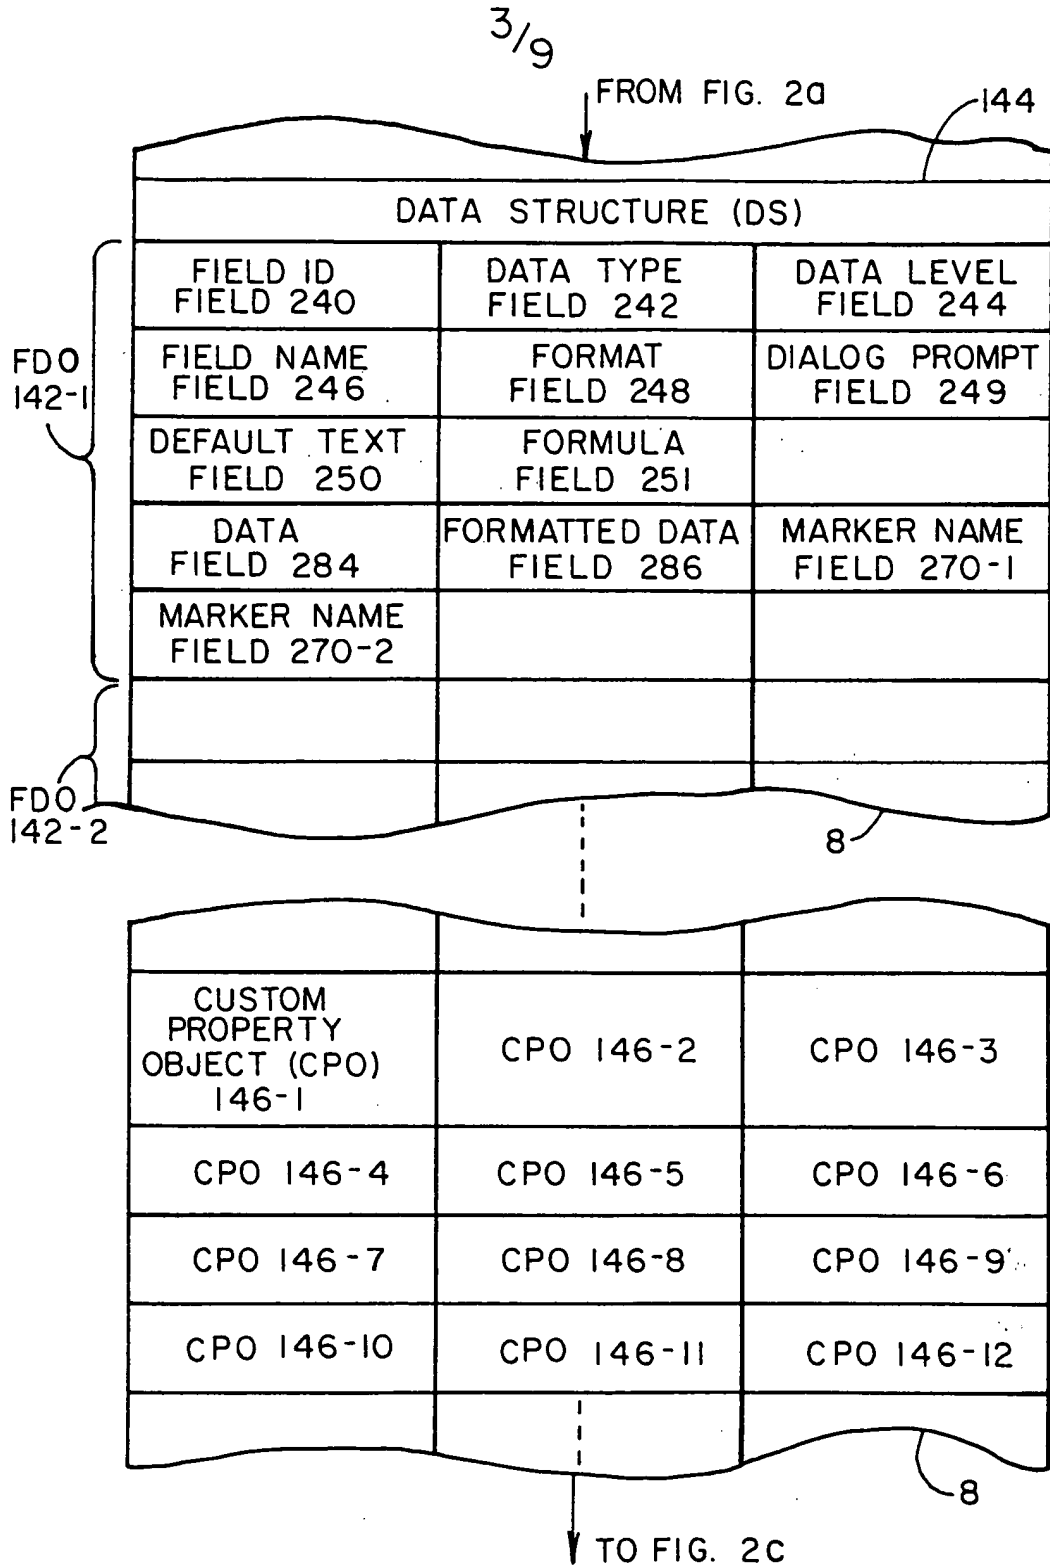 3/9
FROM FIG. 2a
144
DATA STRUCTURE (DS)
FIELD ID
FIELD 240
DATA TYPE
FIELD 242
DATA LEVEL
FIELD 244
FDO
142-1
FIELD NAME
FIELD 246
FORMAT
FIELD 248
DIALOG PROMPT
FIELD 249
DEFAULT TEXT
FIELD 250
FORMULA
FIELD 251
DATA
FIELD 284
FORMATTED DATA
FIELD 286
MARKER NAME
FIELD 270-1
MARKER NAME
FIELD 270-2
FDO
142-2
8
CUSTOM
PROPERTY
OBJECT (CPO)
146-1
CPO 146-2
CPO 146-3
CPO 146-4
CPO 146-5
CPO 146-6
CPO 146-7
CPO 146-8
CPO 146-9
CPO 146-10
CPO 146-11
CPO 146-12
8
TO FIG. 2c